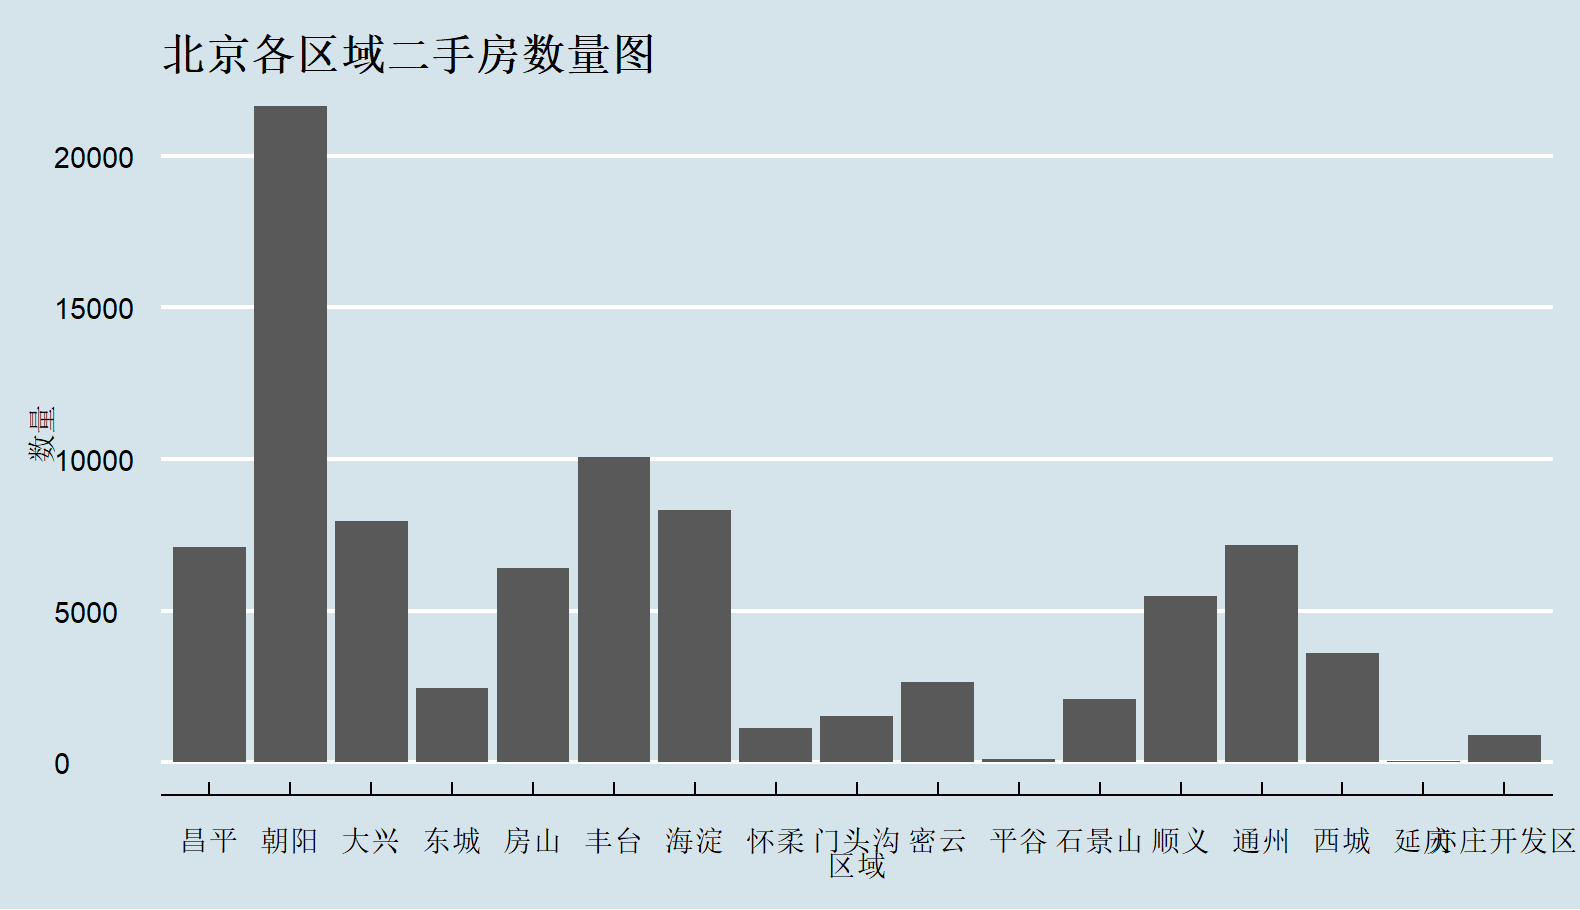 北京各区域二手房数量图
20000
15000
10000
5000
0
数量
昌平 朝阳 大兴 东城 房山 丰台 海淀 怀柔 门头沟 密云 平谷 石景山 顺义 通州 西城 延庆 亦庄开发区
区域